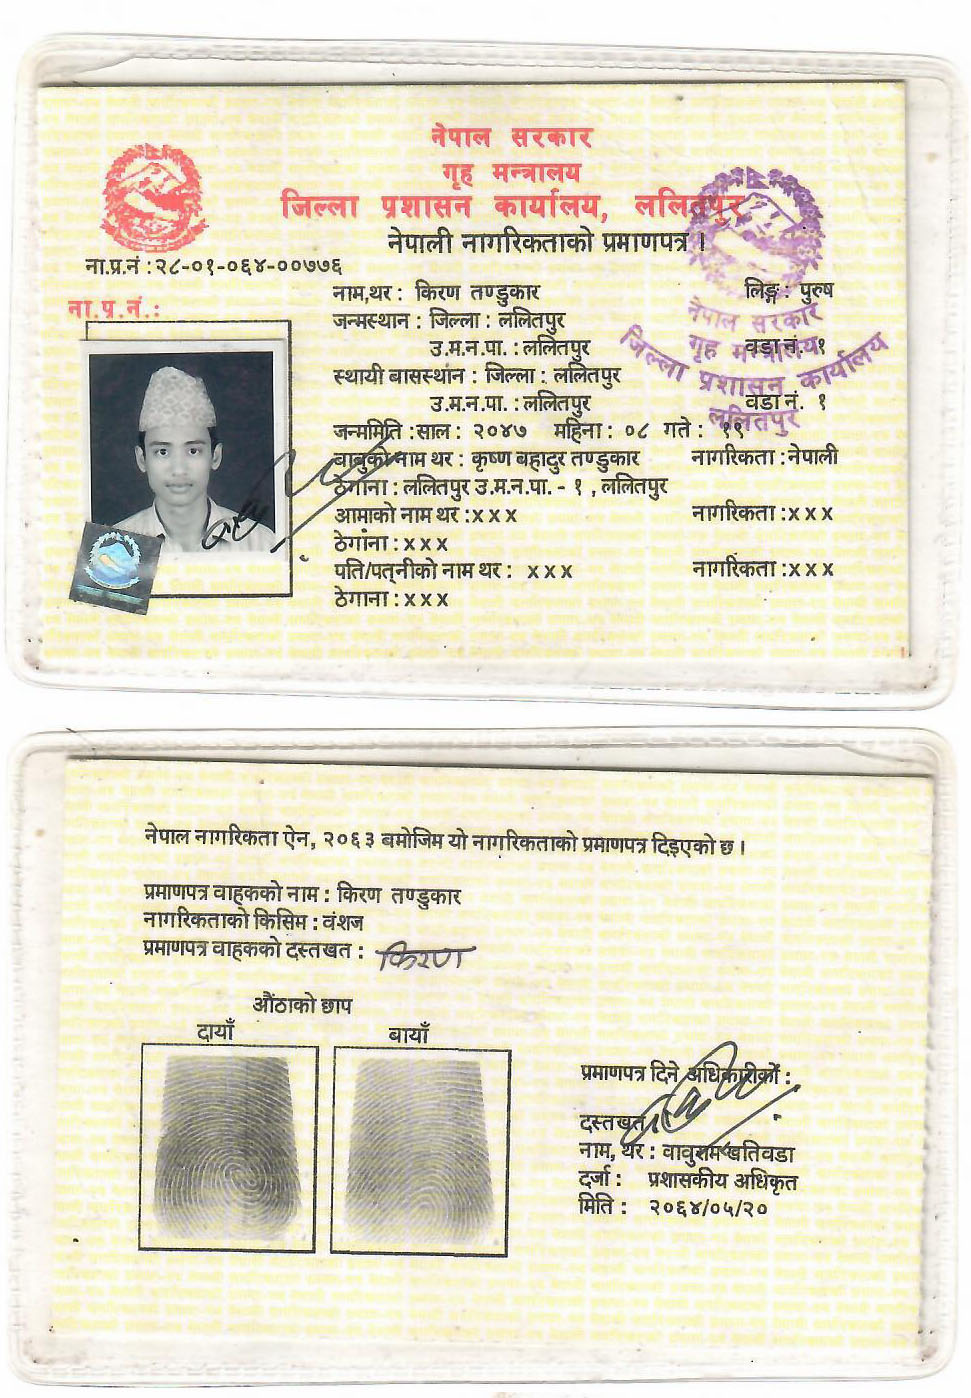 नेपाल सरकार
गृह मन्त्रालय
जिल्ला प्रशासन कार्यालय, ललितपुर
नेपाली नागरिकताको प्रमाणपत्र ।
ना.प्र.नं : २८-०१-०६४-००७७६
ना.प्र.नं. :
नाम,थर : किरण तण्डुकार लिङ्ग : पुरुष
जन्मस्थान : जिल्ला : ललितपुर
उ.म.न.पा. : ललितपुर वडा नं. १
स्थायी बासस्थान : जिल्ला : ललितपुर
उ.म.न.पा. : ललितपुर वडा नं. १
जन्ममिति : साल : २०४७ महिना : ०८ गते : १९
बाबुको नाम थर : कृष्ण बहादुर तण्डुकार नागरिकता : नेपाली
ठेगाना : ललितपुर उ.म.न.पा. - १ , ललितपुर
आमाको नाम थर : x x x नागरिकता : x x x
ठेगाना : x x x
पति/पत्नीको नाम थर : x x x नागरिकता : x x x
ठेगाना : x x x
नेपाल सरकार
गृह मन्त्रालय
जिल्ला प्रशासन कार्यालय
ललितपुर
नेपाल नागरिकता ऐन, २०६३ बमोजिम यो नागरिकताको प्रमाणपत्र दिइएको छ ।
प्रमाणपत्र वाहकको नाम : किरण तण्डुकार
नागरिकताको किसिम : वंशज
प्रमाणपत्र वाहकको दस्तखत : किरण
औंठाको छाप
दायाँ बायाँ
प्रमाणपत्र दिने अधिकारीको :
दस्तखत
नाम, थर : वावुराम खतिवडा
दर्जा : प्रशासकीय अधिकृत
मिति : २०६४/०५/२०